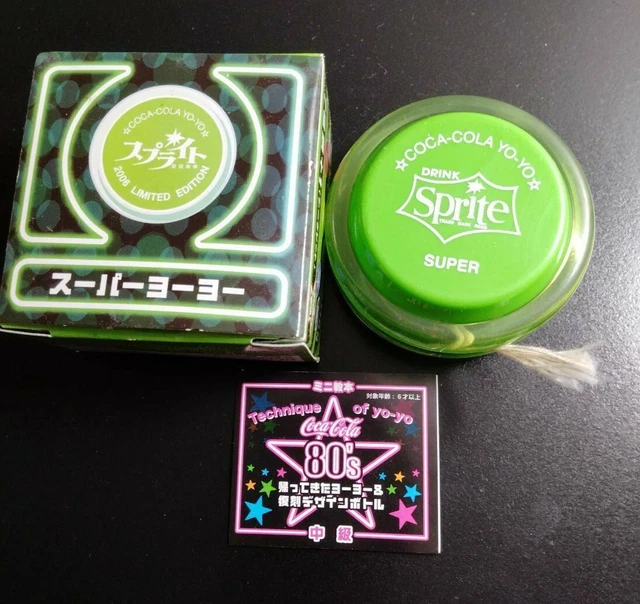 ☆COCA-COLA YO-YO☆
スプライト
2006 LIMITED EDITION
スーパーヨーヨー
☆COCA-COLA YO-YO☆
DRINK
Sprite
TRADE MARK
SUPER
ミニ教本
対象年齢:6才以上
Technique of yo-yo
Coca-Cola
80's
帰ってきたヨーヨー&
復刻デザインボトル
中級